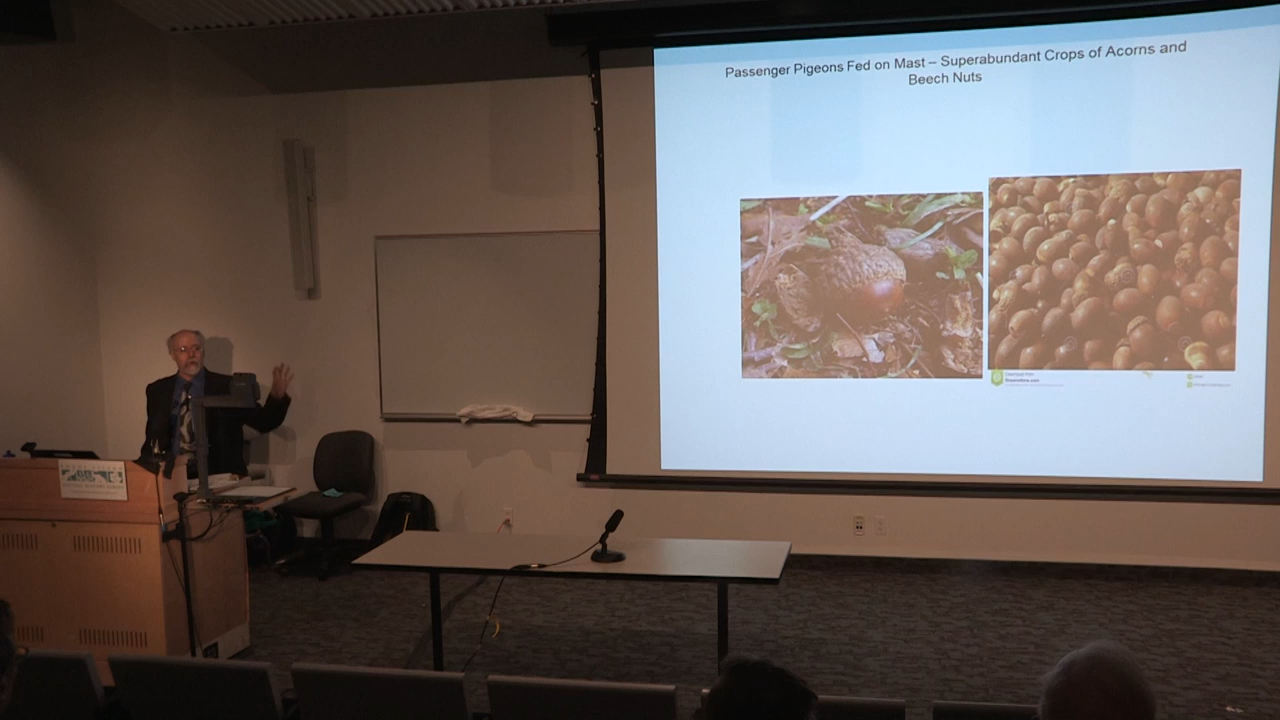 Passenger Pigeons Fed on Mast – Superabundant Crops of Acorns and
Beech Nuts